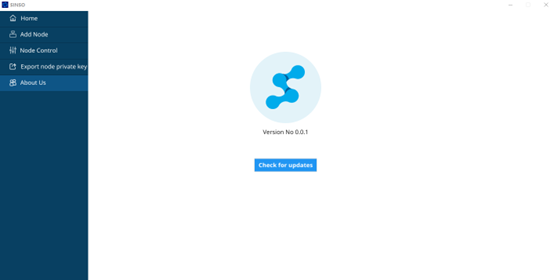 SINSO
Home
Add Node
Node Control
Export node private key
About Us
Version No 0.0.1
Check for updates